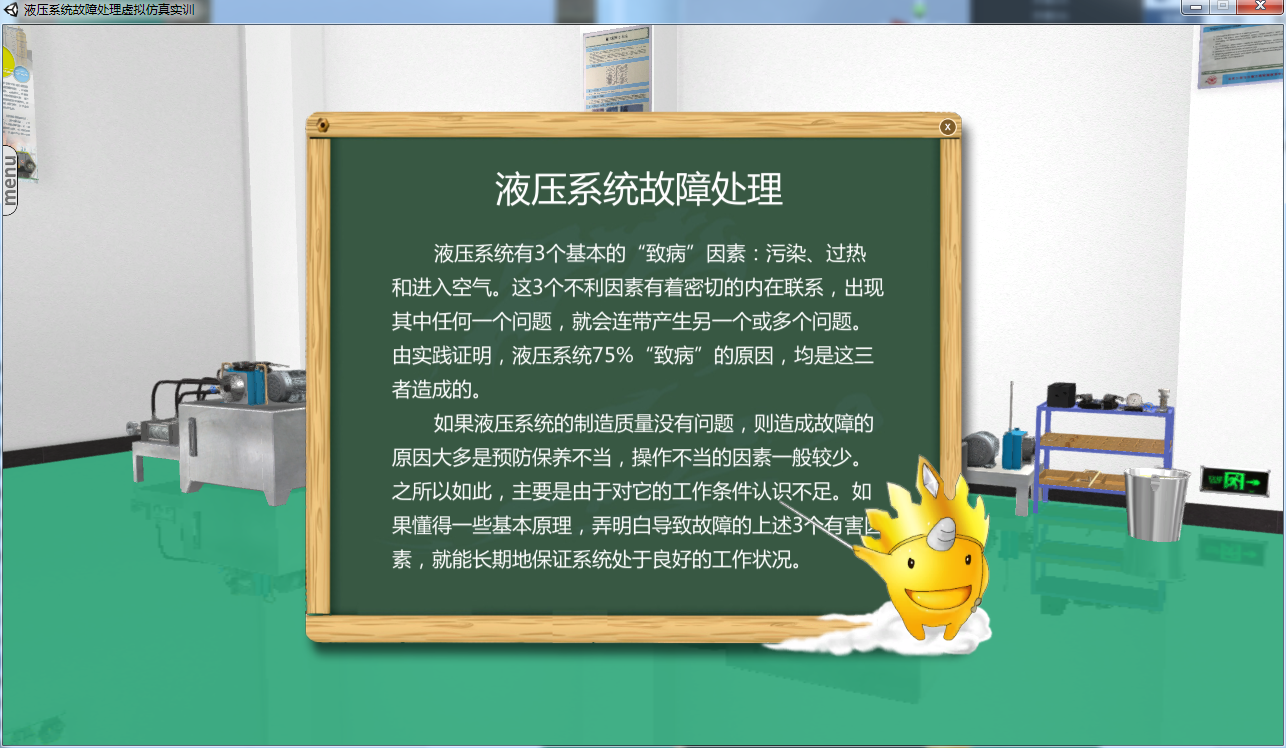 液压系统故障处理虚拟仿真实训
menu
x
液压系统故障处理
液压系统有3个基本的“致病”因素：污染、过热
和进入空气。这3个不利因素有着密切的内在联系，出现
其中任何一个问题，就会连带产生另一个或多个问题。
由实践证明，液压系统75%“致病”的原因，均是这三
者造成的。
如果液压系统的制造质量没有问题，则造成故障的
原因大多是预防保养不当，操作不当的因素一般较少。
之所以如此，主要是由于对它的工作条件认识不足。如
果懂得一些基本原理，弄明白导致故障的上述3个有害因
素，就能长期地保证系统处于良好的工作状况。